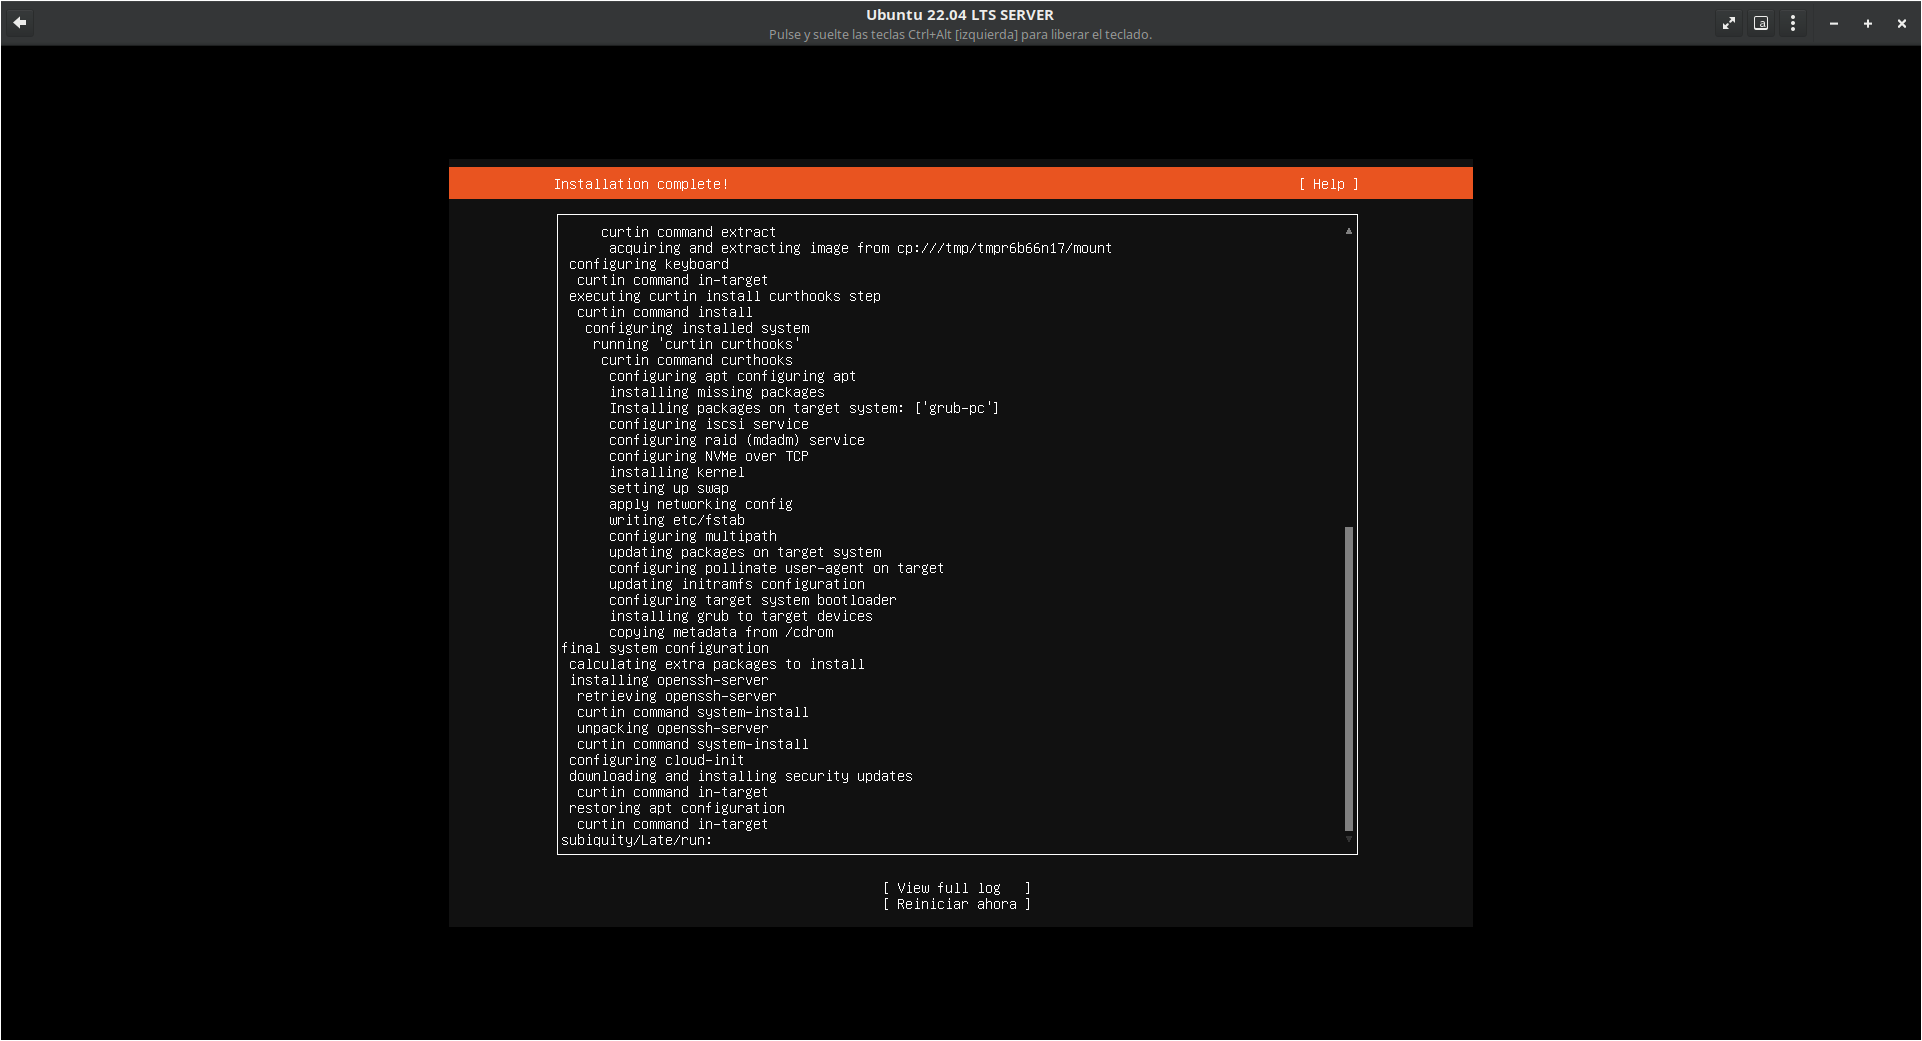 Ubuntu 22.04 LTS SERVER
Pulse y suelte las teclas Ctrl+Alt [izquierda] para liberar el teclado.
Installation complete! [ Help ]
curtin command extract
acquiring and extracting image from cp:///tmp/tmpr6b66n17/mount
configuring keyboard
curtin command in-target
executing curtin install curthooks step
curtin command install
configuring installed system
running 'curtin curthooks'
curtin command curthooks
configuring apt configuring apt
installing missing packages
Installing packages on target system: ['grub-pc']
configuring iscsi service
configuring raid (mdadm) service
configuring NVMe over TCP
installing kernel
setting up swap
apply networking config
writing etc/fstab
configuring multipath
updating packages on target system
configuring pollinate user-agent on target
updating initramfs configuration
configuring target system bootloader
installing grub to target devices
copying metadata from /cdrom
final system configuration
calculating extra packages to install
installing openssh-server
retrieving openssh-server
curtin command system-install
unpacking openssh-server
curtin command system-install
configuring cloud-init
downloading and installing security updates
curtin command in-target
restoring apt configuration
curtin command in-target
subiquity/Late/run:
[ View full log ]
[ Reiniciar ahora ]